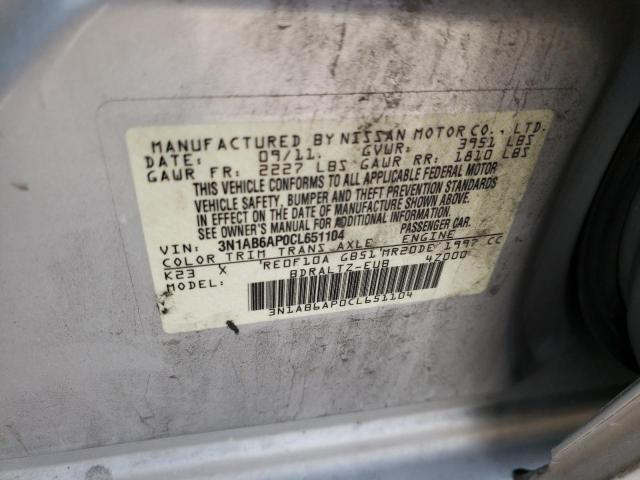 MANUFACTURED BY NISSAN MOTOR CO., LTD.
DATE: 09/11. GVWR: 3951 LBS
GAWR FR: 2227 LBS GAWR RR: 1810 LBS
THIS VEHICLE CONFORMS TO ALL APPLICABLE FEDERAL MOTOR
VEHICLE SAFETY, BUMPER AND THEFT PREVENTION STANDARDS
IN EFFECT ON THE DATE OF MANUFACTURE SHOWN ABOVE.
SEE OWNER'S MANUAL FOR ADDITIONAL INFORMATION.
VIN: 3N1AB6AP0CL651104 PASSENGER CAR.
COLOR TRIM TRANS AXLE ENGINE
K23 X RE0F10A GB51 MR20DE 1997 CC
MODEL: BDRALTZ-EUB 4Z000
3N1AB6AP0CL651104